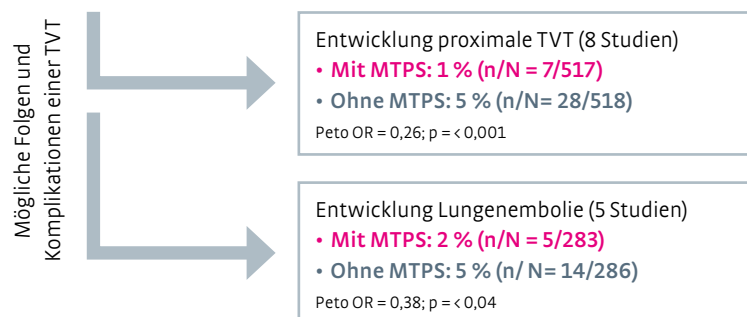 Mögliche Folgen und
Komplikationen einer TVT
Entwicklung proximale TVT (8 Studien)
• Mit MTPS: 1 % (n/N = 7/517)
• Ohne MTPS: 5 % (n/N= 28/518)
Peto OR = 0,26; p = < 0,001
Entwicklung Lungenembolie (5 Studien)
• Mit MTPS: 2 % (n/N = 5/283)
• Ohne MTPS: 5 % (n/ N= 14/286)
Peto OR = 0,38; p = < 0,04